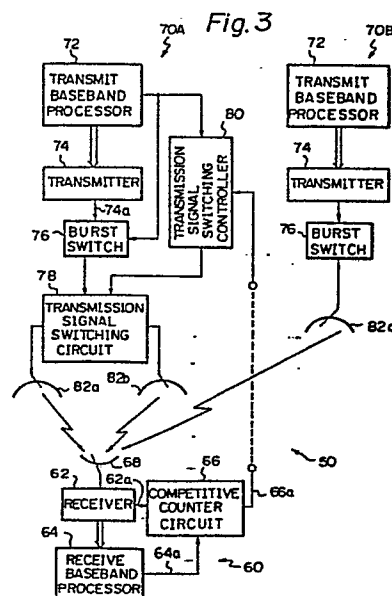 Fig. 3
70A
70B
72
TRANSMIT
BASEBAND
PROCESSOR
72
TRANSMIT
BASEBAND
PROCESSOR
80
TRANSMISSION
SIGNAL
SWITCHING
CONTROLLER
74
TRANSMITTER
74a
74
TRANSMITTER
76
BURST SWITCH
76
BURST
SWITCH
78
TRANSMISSION
SIGNAL
SWITCHING
CIRCUIT
82a
82b
82a
68
62
62a
66
50
RECEIVER
COMPETITIVE
COUNTER
CIRCUIT
66a
64
RECEIVE
BASEBAND
PROCESSOR
64a
60